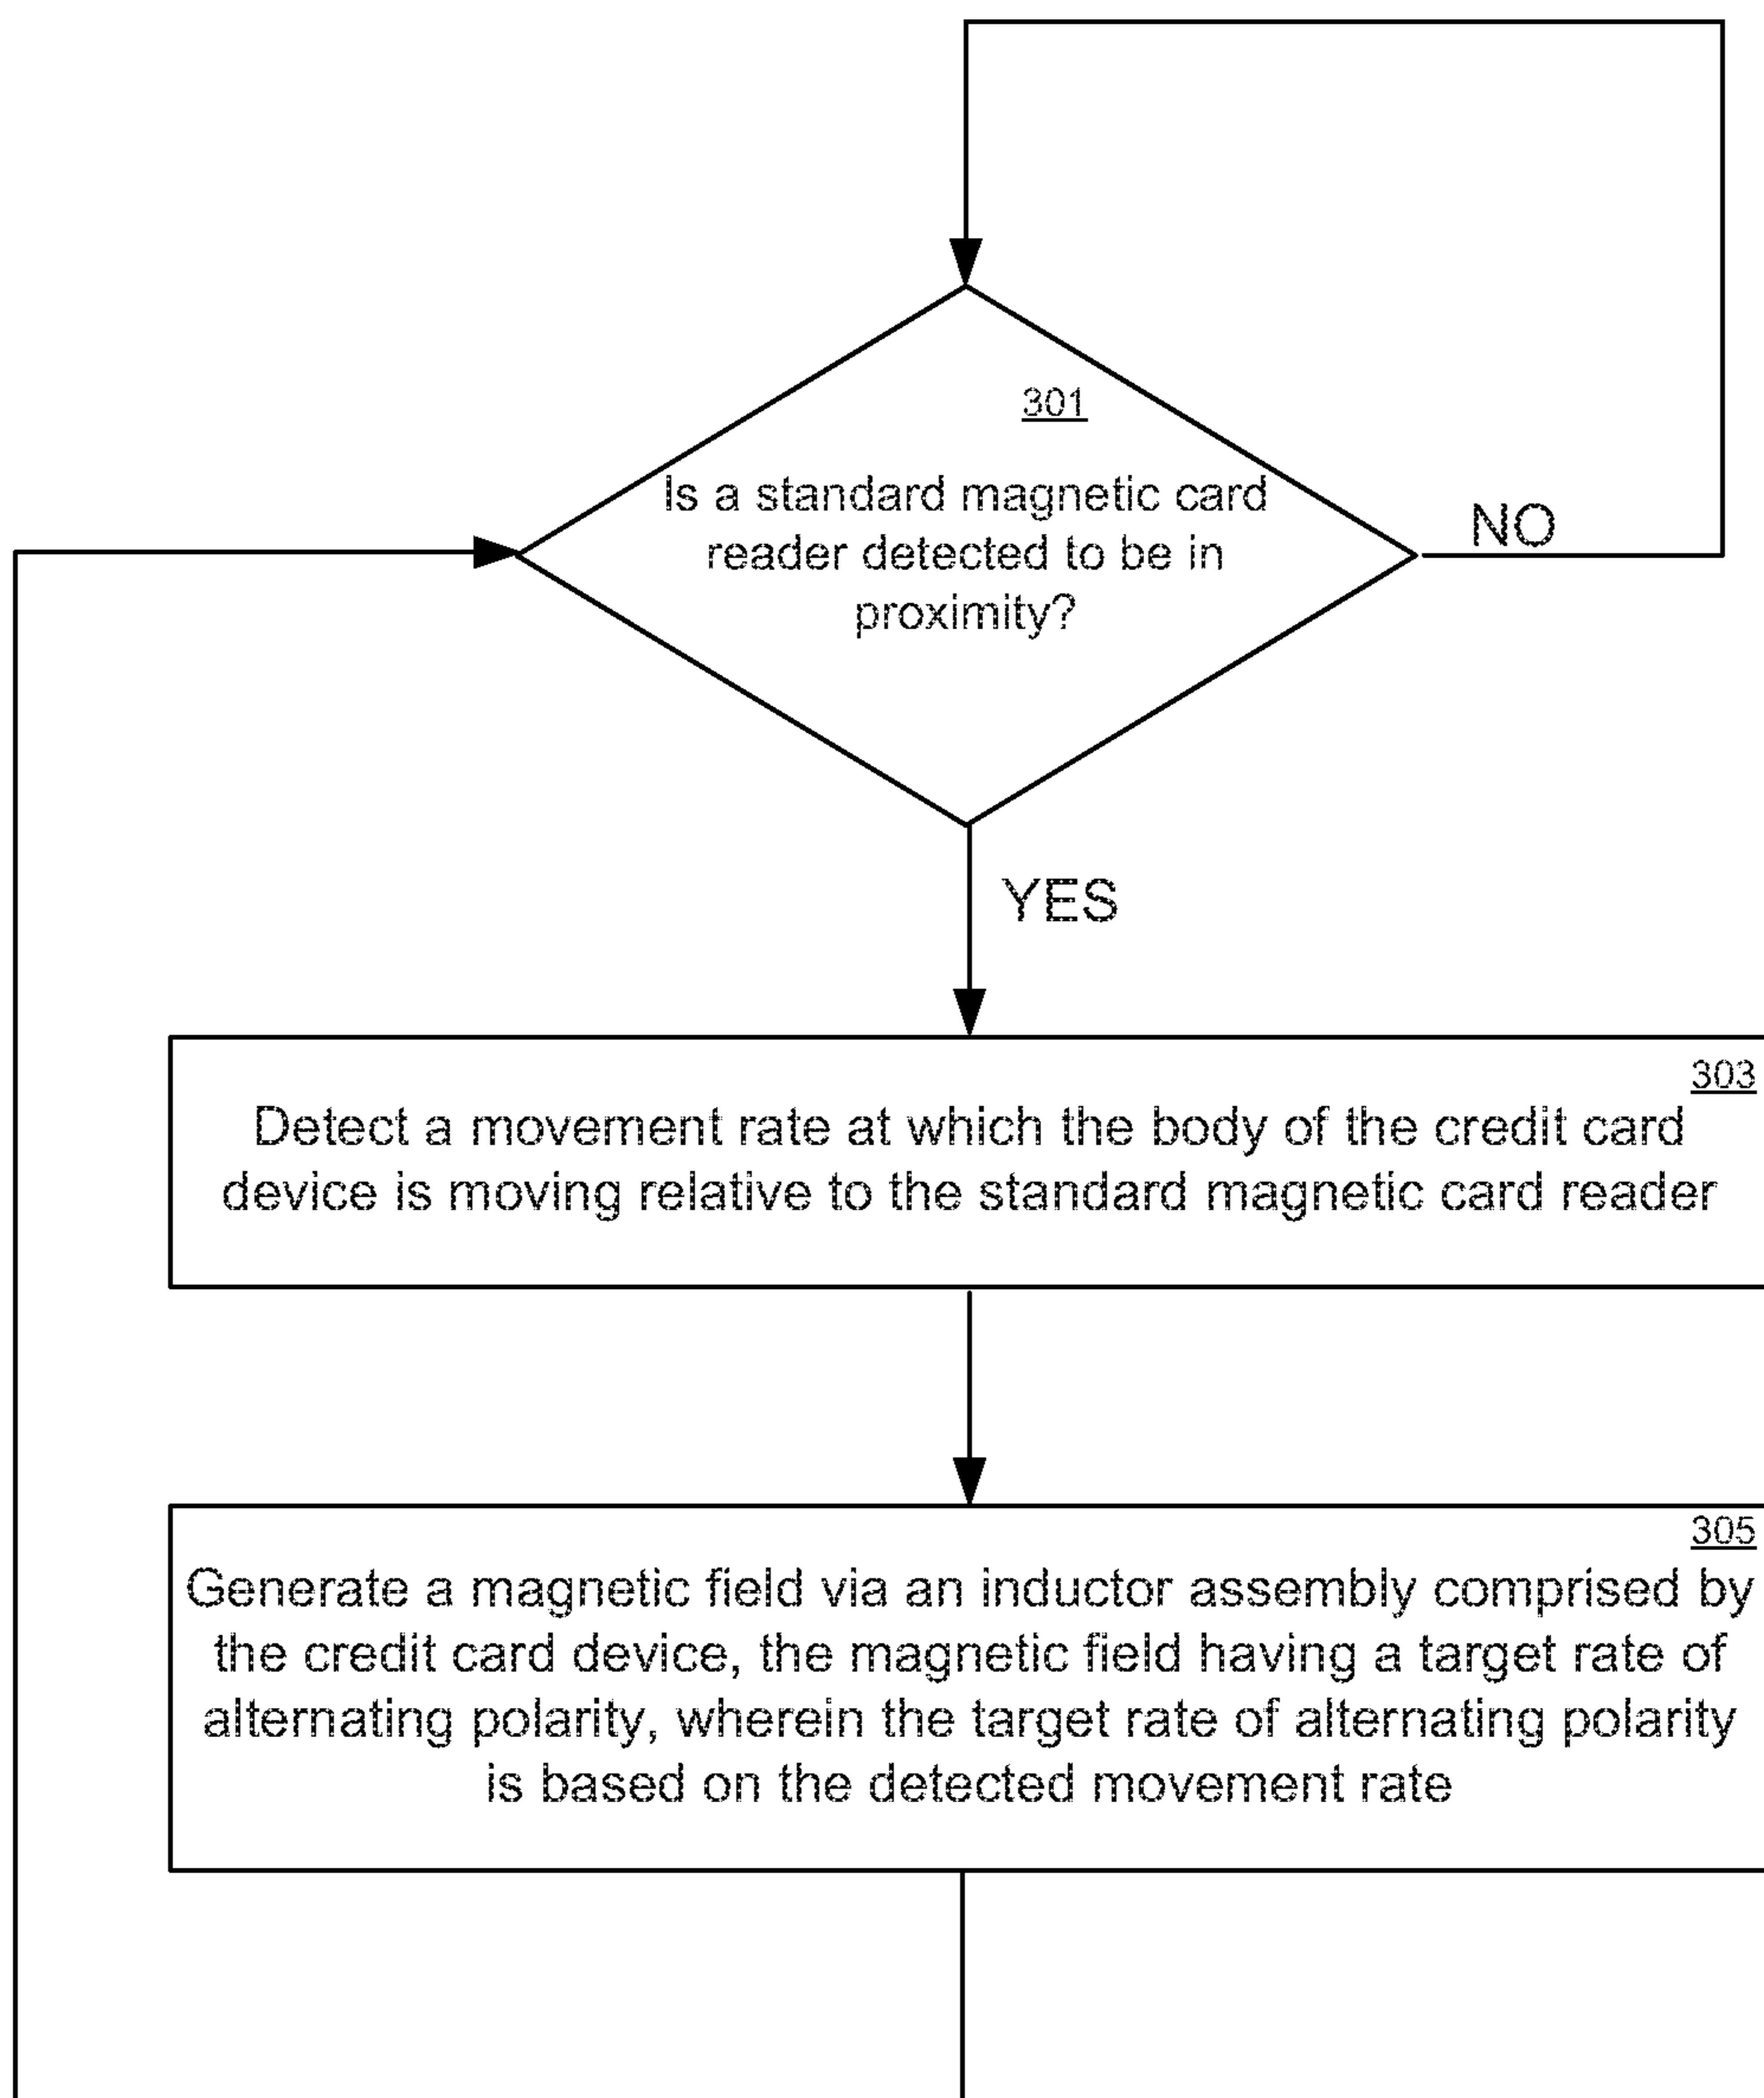 301
Is a standard magnetic card
reader detected to be in
proximity?
NO
YES
303
Detect a movement rate at which the body of the credit card
device is moving relative to the standard magnetic card reader
305
Generate a magnetic field via an inductor assembly comprised by
the credit card device, the magnetic field having a target rate of
alternating polarity, wherein the target rate of alternating polarity
is based on the detected movement rate